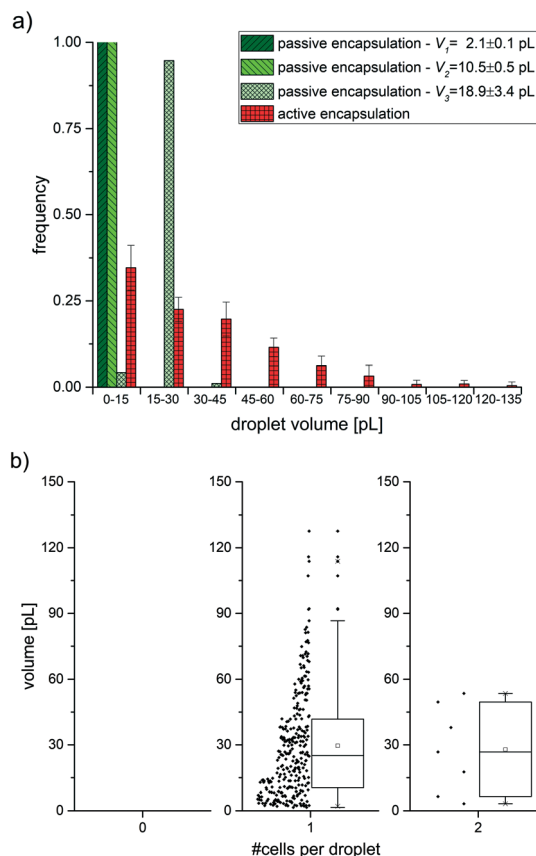 a)
passive encapsulation - V1= 2.1±0.1 pL
passive encapsulation - V2=10.5±0.5 pL
passive encapsulation - V3=18.9±3.4 pL
active encapsulation
1.00
0.75
0.50
0.25
0.00
frequency
0-15 15-30 30-45 45-60 60-75 75-90 90-105 105-120 120-135
droplet volume [pL]
b)
150 150 150
120 120 120
90 90 90
60 60 60
30 30 30
0 0 0
volume [pL]
0 1 2
#cells per droplet